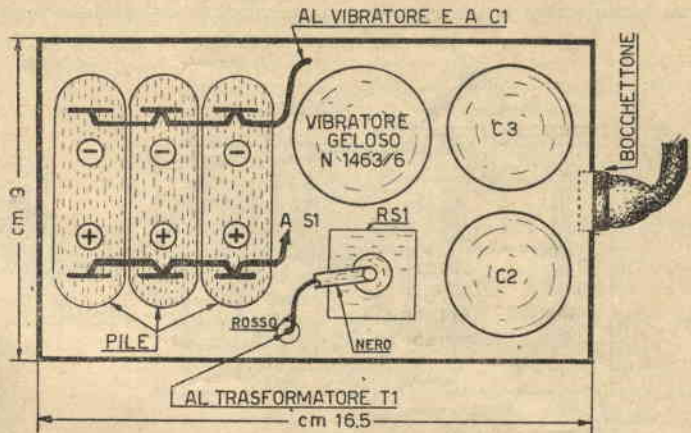 AL VIBRATORE E A C1
BOCCHETTONE
VIBRATORE
GELOSO
N 1463/6
C3
cm 9
A S1
RS1
C2
ROSSO
NERO
PILE
AL TRASFORMATORE T1
cm 16.5